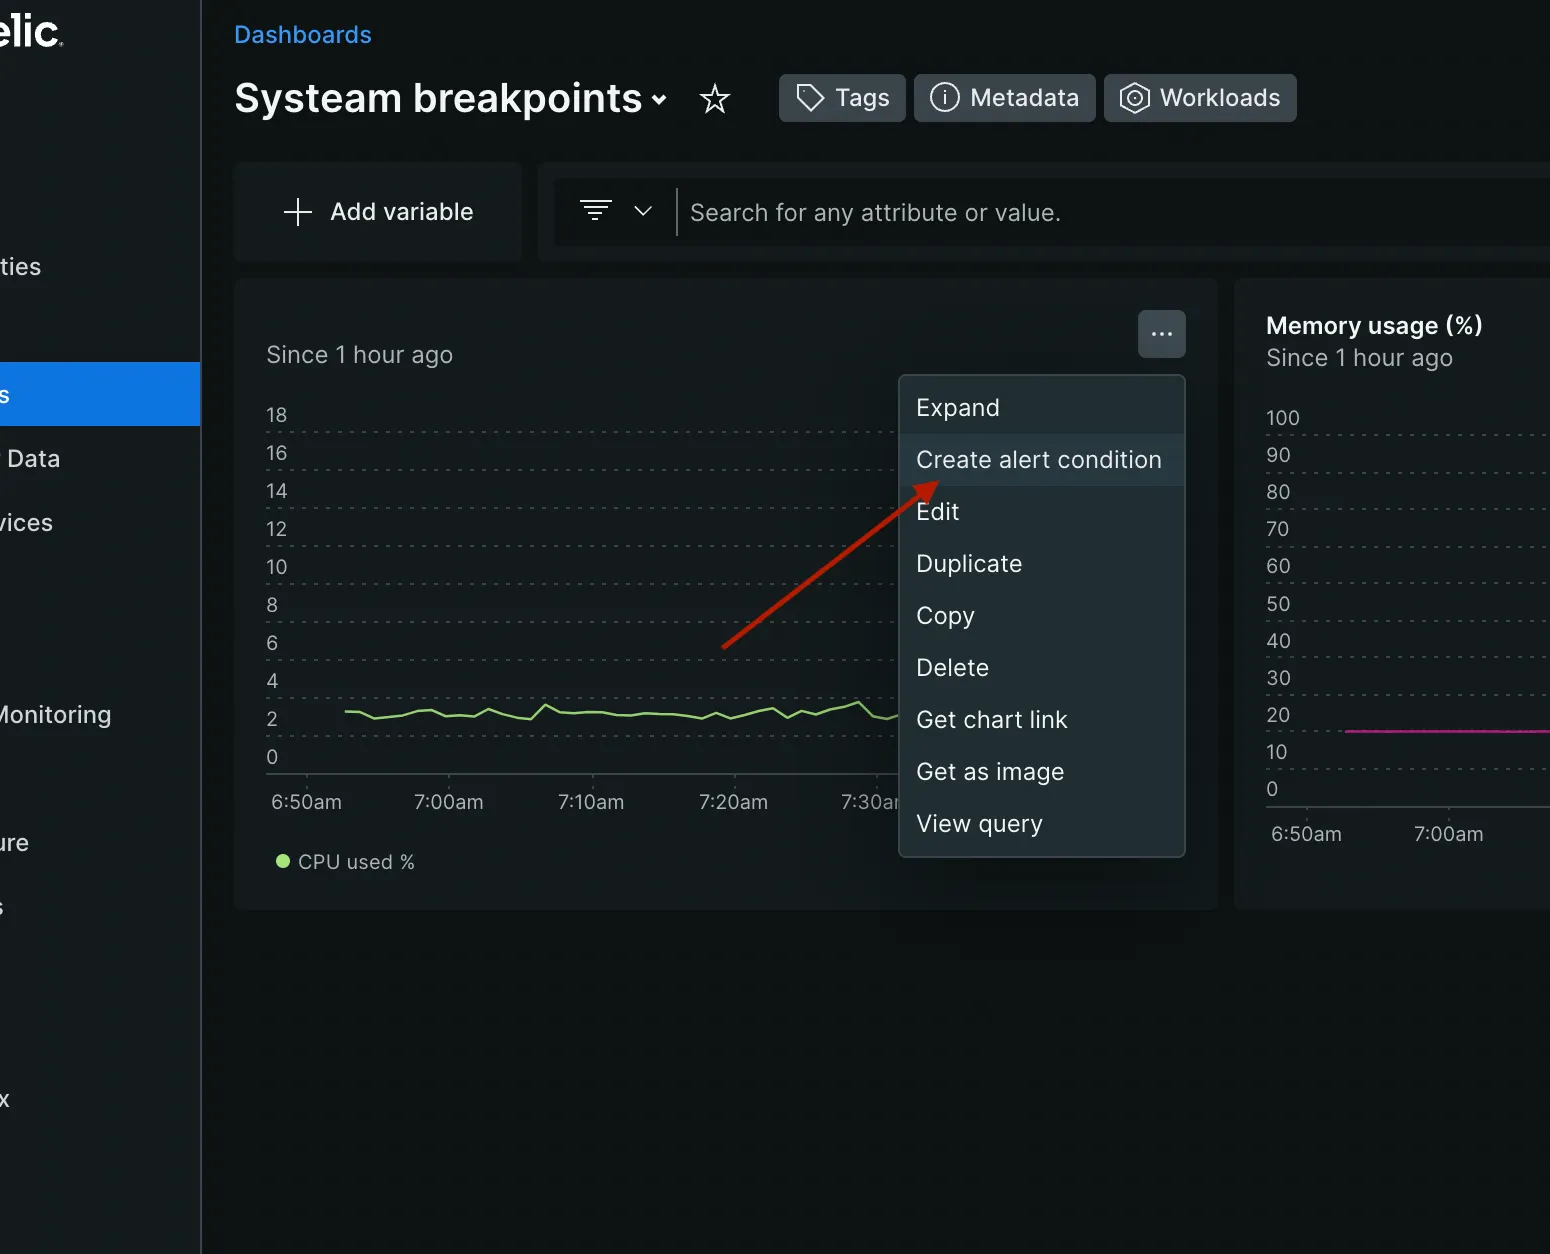 elic.
Dashboards
Systeam breakpoints
Tags
Metadata
Workloads
Add variable
Search for any attribute or value.
ties
s
Data
vices
Monitoring
ure
s
x
Since 1 hour ago
18
16
14
12
10
8
6
4
2
0
6:50am 7:00am 7:10am 7:20am 7:30am
CPU used %
...
Expand
Create alert condition
Edit
Duplicate
Copy
Delete
Get chart link
Get as image
View query
Memory usage (%)
Since 1 hour ago
100
90
80
70
60
50
40
30
20
10
0
6:50am 7:00am